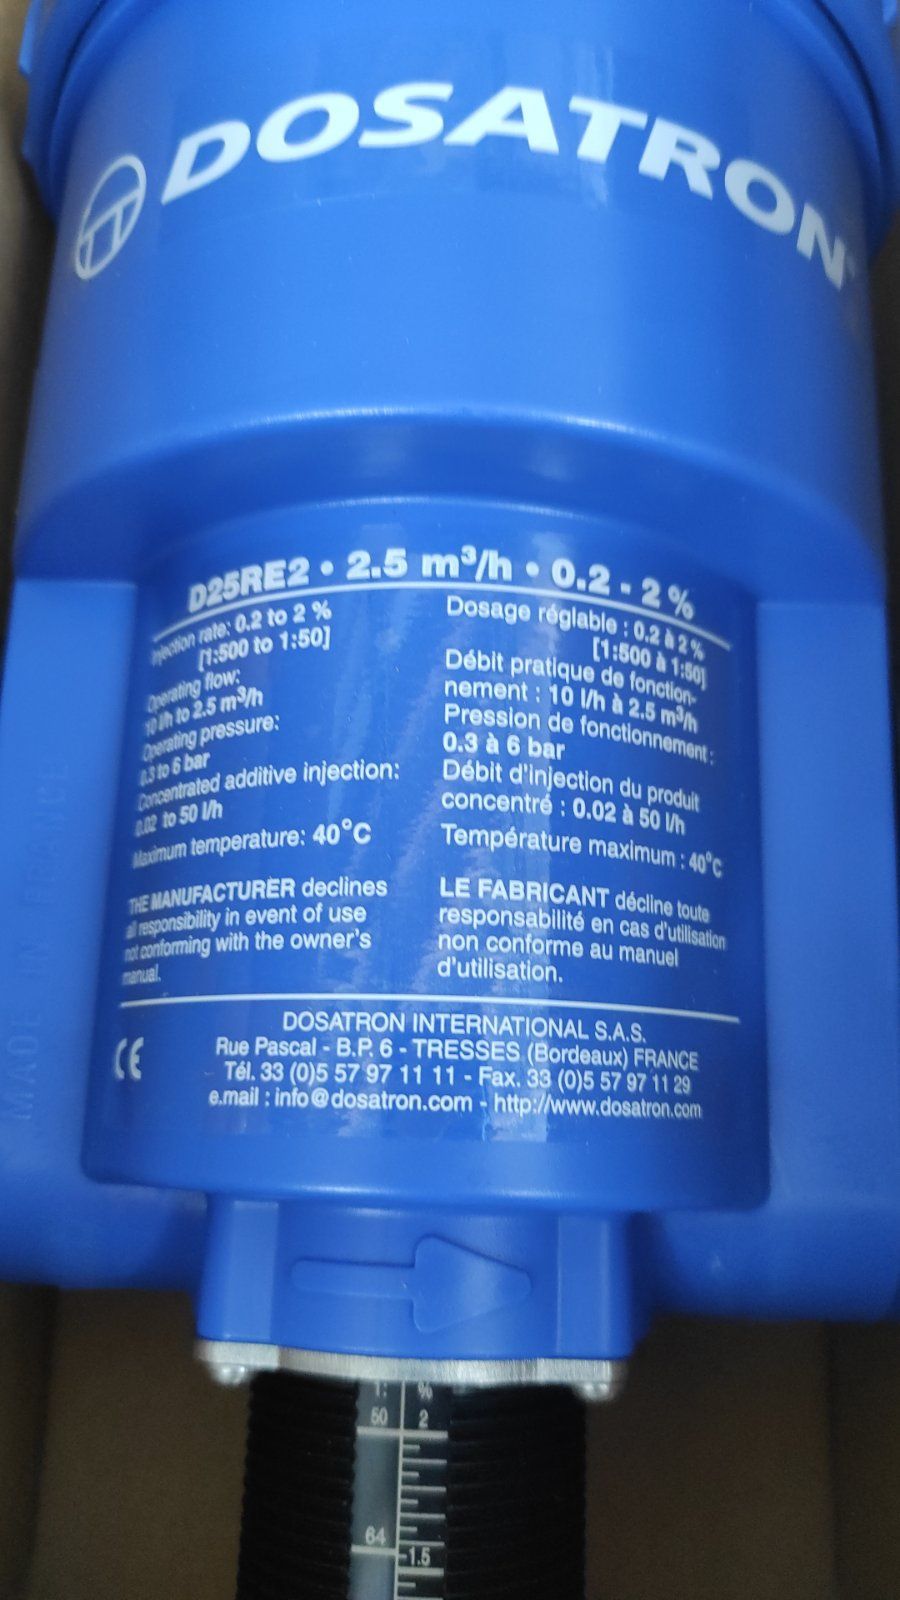 DOSATRON
D25RE2 • 2.5 m³/h • 0.2 - 2 %
Injection rate: 0.2 to 2 %
[1:500 to 1:50]
Operating flow:
10 l/h to 2.5 m³/h
Operating pressure:
0.3 to 6 bar
Concentrated additive injection:
0.02 to 50 l/h
Maximum temperature: 40°C
THE MANUFACTURER declines
all responsibility in event of use
not conforming with the owner's
manual.
Dosage réglable : 0.2 à 2 %
[1:500 à 1:50]
Débit pratique de fonction-
nement : 10 l/h à 2.5 m³/h
Pression de fonctionnement :
0.3 à 6 bar
Débit d'injection du produit
concentré : 0.02 à 50 l/h
Température maximum : 40°C
LE FABRICANT décline toute
responsabilité en cas d'utilisation
non conforme au manuel
d'utilisation.
MADE IN FRANCE
DOSATRON INTERNATIONAL S.A.S.
CE
Rue Pascal - B.P. 6 - TRESSES (Bordeaux) FRANCE
Tél. 33 (0)5 57 97 11 11 - Fax. 33 (0)5 57 97 11 29
e.mail : info@dosatron.com - http://www.dosatron.com
1: %
50 2
64 1.5